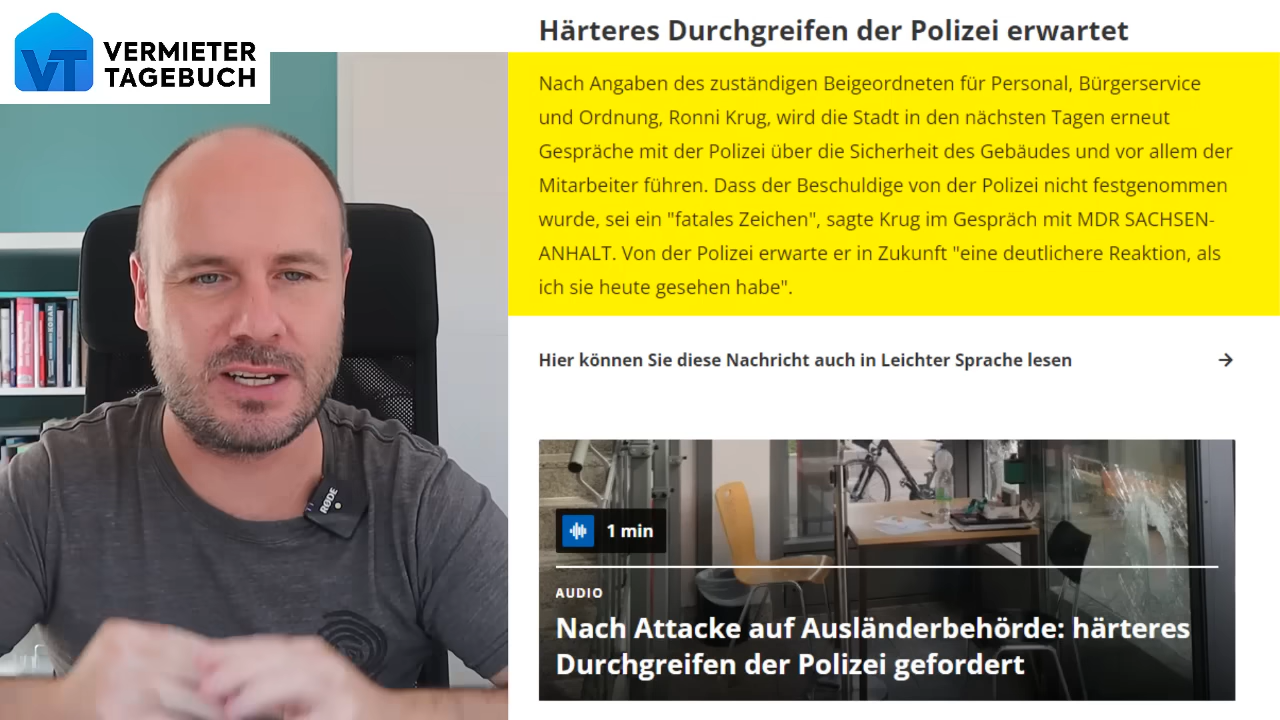 VT VERMIETER
TAGEBUCH
Härteres Durchgreifen der Polizei erwartet
Nach Angaben des zuständigen Beigeordneten für Personal, Bürgerservice
und Ordnung, Ronni Krug, wird die Stadt in den nächsten Tagen erneut
Gespräche mit der Polizei über die Sicherheit des Gebäudes und vor allem der
Mitarbeiter führen. Dass der Beschuldige von der Polizei nicht festgenommen
wurde, sei ein "fatales Zeichen", sagte Krug im Gespräch mit MDR SACHSEN-
ANHALT. Von der Polizei erwarte er in Zukunft "eine deutlichere Reaktion, als
ich sie heute gesehen habe".
Hier können Sie diese Nachricht auch in Leichter Sprache lesen
1 min
AUDIO
Nach Attacke auf Ausländerbehörde: härteres
Durchgreifen der Polizei gefordert
RØDE
KORAN